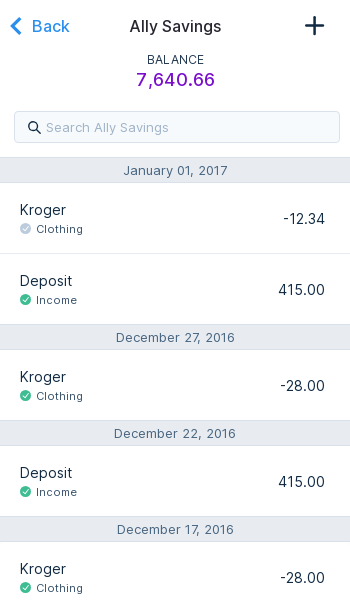 Back Ally Savings
BALANCE
7,640.66
Search Ally Savings
January 01, 2017
Kroger
Clothing
-12.34
Deposit
Income
415.00
December 27, 2016
Kroger
Clothing
-28.00
December 22, 2016
Deposit
Income
415.00
December 17, 2016
Kroger
Clothing
-28.00